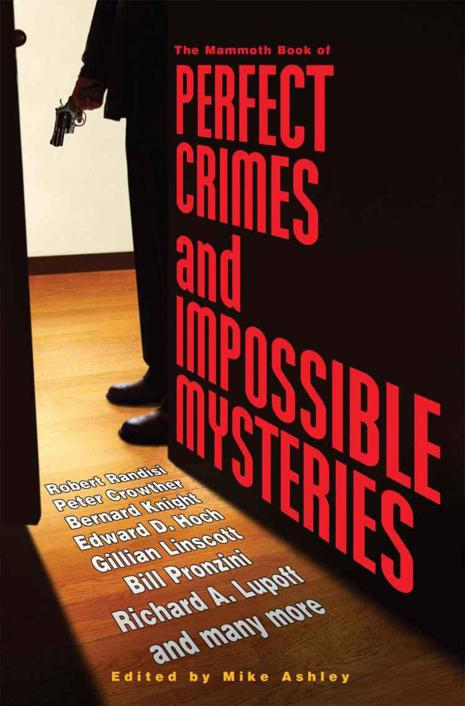 The Mammoth Book of
PERFECT
CRIMES
and
IMPOSSIBLE
MYSTERIES
Robert Randisi
Peter Crowther
Bernard Knight
Edward D. Hoch
Gillian Linscott
Bill Pronzini
Richard A. Lupoff
and many more
Edited by Mike Ashley